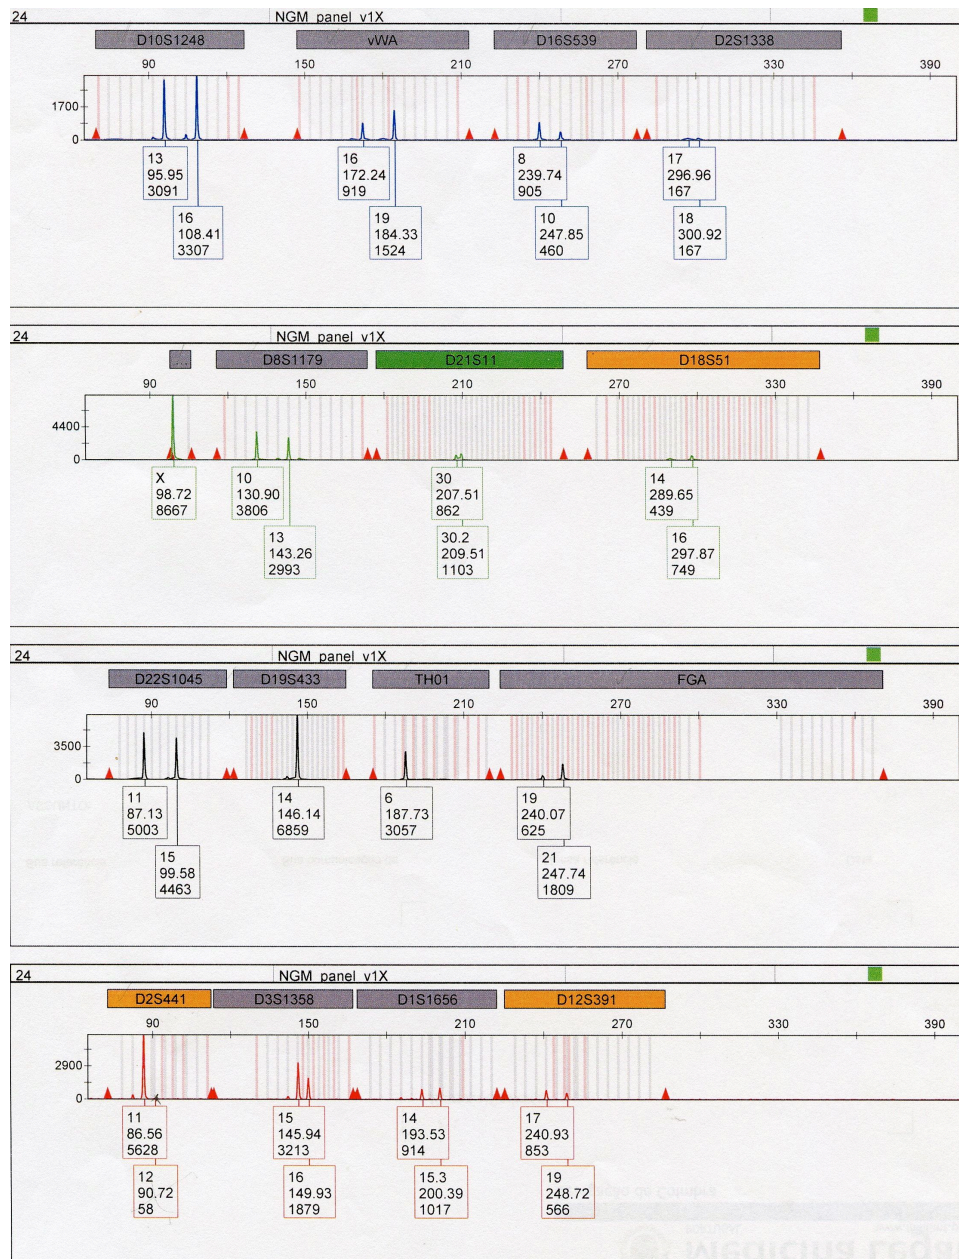 24 NGM panel v1X
D10S1248 vWA D16S539 D2S1338
90 150 210 270 330 390
1700
0
13 16 8 17
95.95 172.24 239.74 296.96
3091 919 905 167
16 19 10 18
108.41 184.33 247.85 300.92
3307 1524 460 167
24 NGM panel v1X
... D8S1179 D21S11 D18S51
90 150 210 270 330 390
4400
0
X 10 30 14
98.72 130.90 207.51 289.65
8667 3806 862 439
13 30.2 16
143.26 209.51 297.87
2993 1103 749
24 NGM panel v1X
D22S1045 D19S433 TH01 FGA
90 150 210 270 330 390
3500
0
11 14 6 19
87.13 146.14 187.73 240.07
5003 6859 3057 625
15 21
99.58 247.74
4463 1809
24 NGM panel v1X
D2S441 D3S1358 D1S1656 D12S391
90 150 210 270 330 390
2900
0
11 15 14 17
86.56 145.94 193.53 240.93
5628 3213 914 853
12 16 15.3 19
90.72 149.93 200.39 248.72
58 1879 1017 566